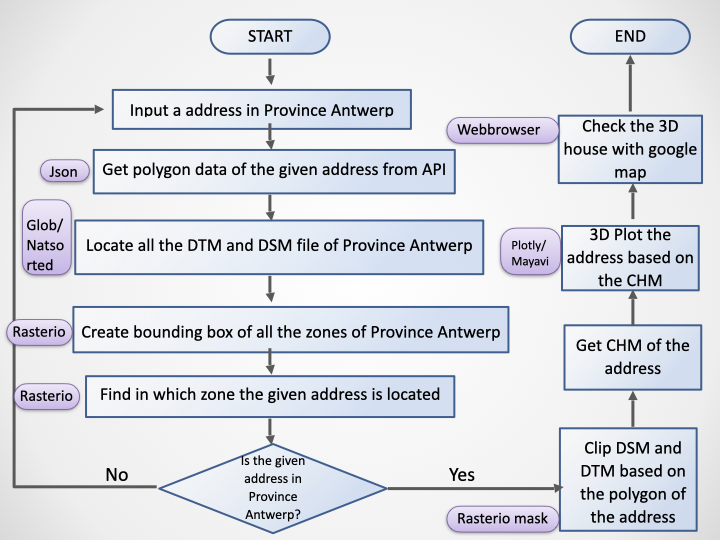 START
Input a address in Province Antwerp
Json
Get polygon data of the given address from API
Glob/
Natso
rted
Locate all the DTM and DSM file of Province Antwerp
Rasterio
Create bounding box of all the zones of Province Antwerp
Rasterio
Find in which zone the given address is located
Is the given
address in
Province
Antwerp?
No
Yes
Clip DSM and
DTM based on
the polygon of
the address
Rasterio mask
Get CHM of the
address
3D Plot the
address based on
the CHM
Plotly/
Mayavi
Check the 3D
house with google
map
Webbrowser
END